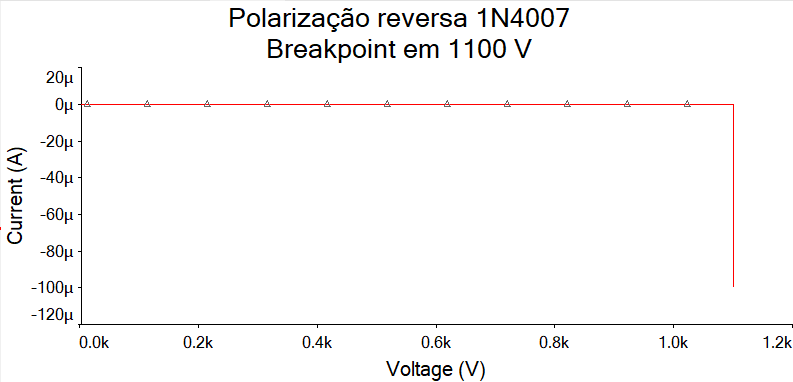 Polarização reversa 1N4007
Breakpoint em 1100 V
Current (A)
20µ
0µ
-20µ
-40µ
-60µ
-80µ
-100µ
-120µ
0.0k 0.2k 0.4k 0.6k 0.8k 1.0k 1.2k
Voltage (V)